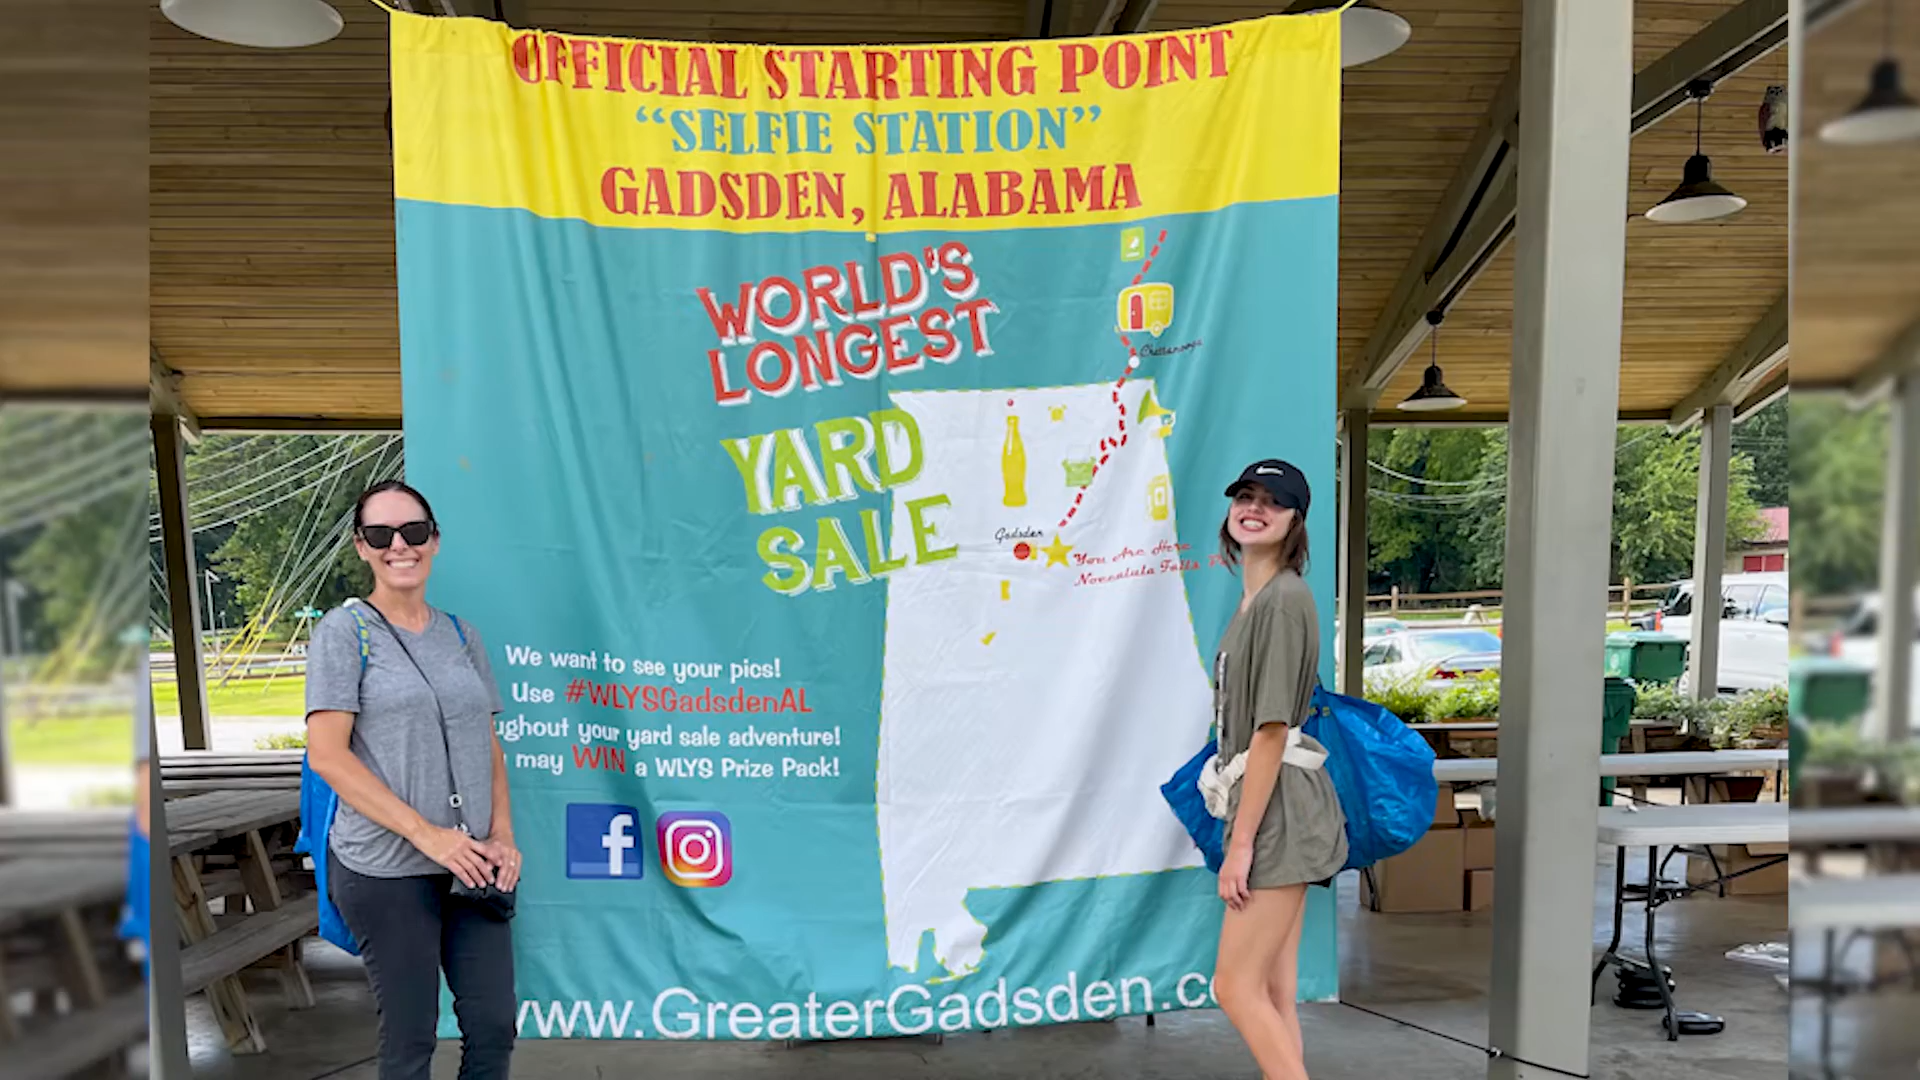 OFFICIAL STARTING POINT
“SELFIE STATION”
GADSDEN, ALABAMA
WORLD'S
LONGEST
YARD
SALE
Chattanooga
Gadsden
You Are Here
Noccalula Falls
We want to see your pics!
Use #WLYSGadsdenAL
ughout your yard sale adventure!
may WIN a WLYS Prize Pack!
f
www.GreaterGadsden.c